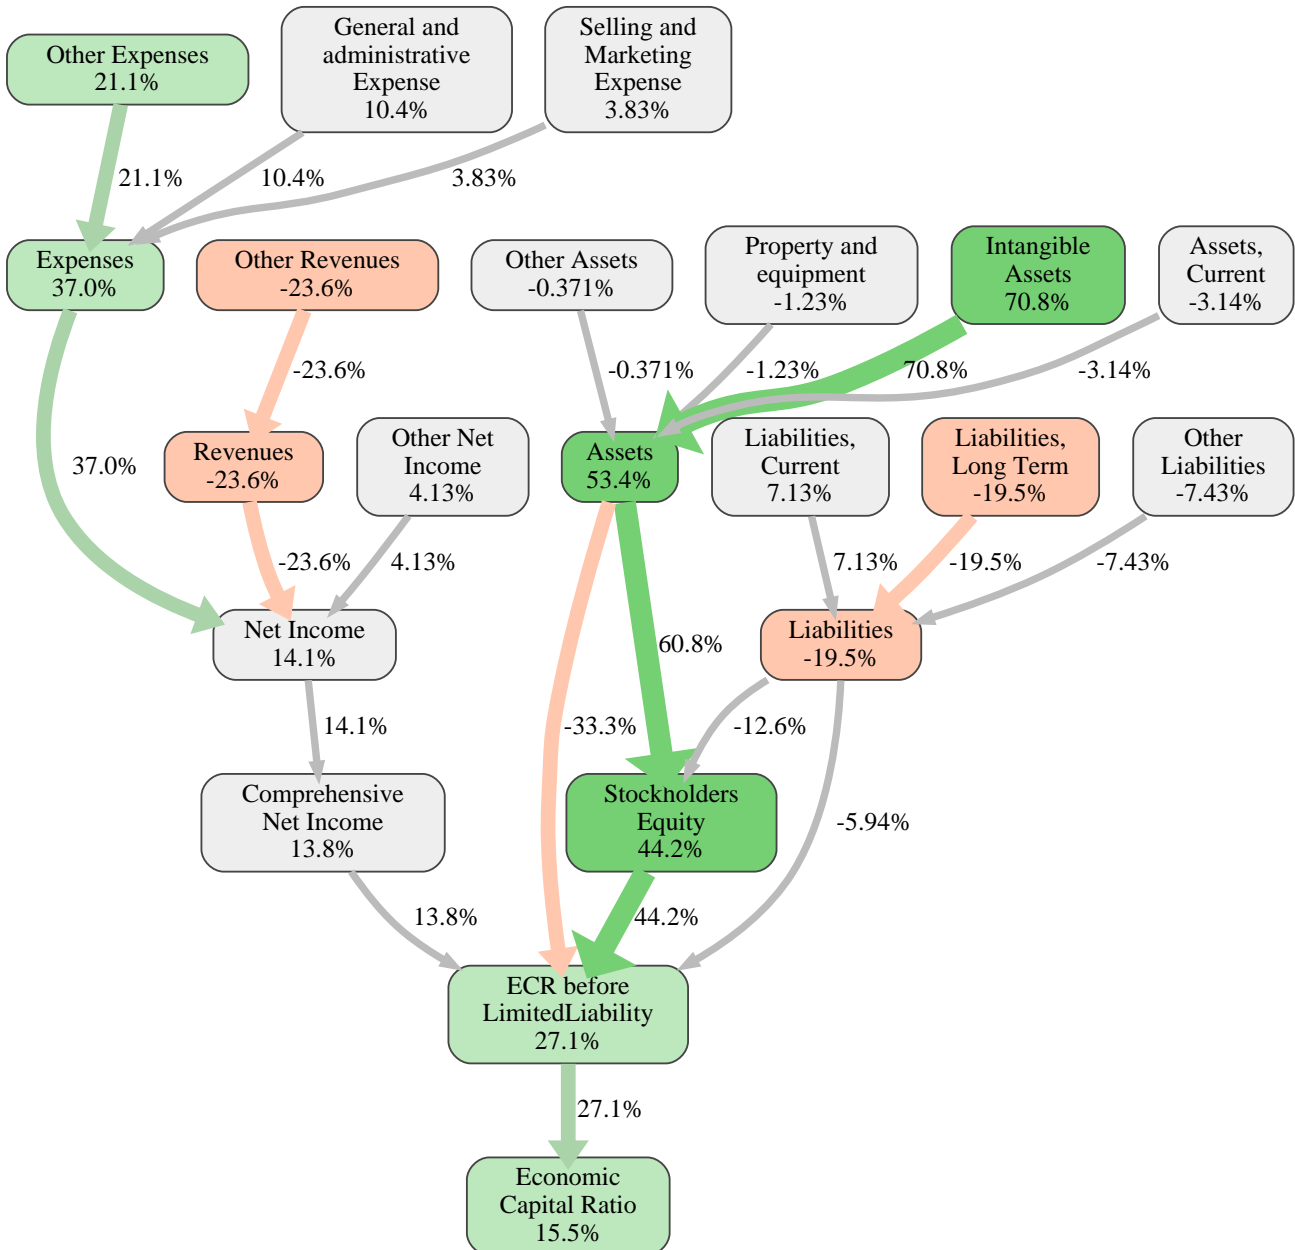 Other Expenses
21.1%
General and
administrative
Expense
10.4%
Selling and
Marketing
Expense
3.83%
21.1%
10.4%
3.83%
Expenses
37.0%
Other Revenues
-23.6%
Other Assets
-0.371%
Property and
equipment
-1.23%
Intangible
Assets
70.8%
Assets,
Current
-3.14%
-23.6%
-0.371%
-1.23%
70.8%
-3.14%
37.0%
Revenues
-23.6%
Other Net
Income
4.13%
Assets
53.4%
Liabilities,
Current
7.13%
Liabilities,
Long Term
-19.5%
Other
Liabilities
-7.43%
-23.6%
4.13%
7.13%
-19.5%
-7.43%
Net Income
14.1%
60.8%
Liabilities
-19.5%
14.1%
-33.3%
-12.6%
Comprehensive
Net Income
13.8%
Stockholders
Equity
44.2%
-5.94%
13.8%
44.2%
ECR before
LimitedLiability
27.1%
27.1%
Economic
Capital Ratio
15.5%